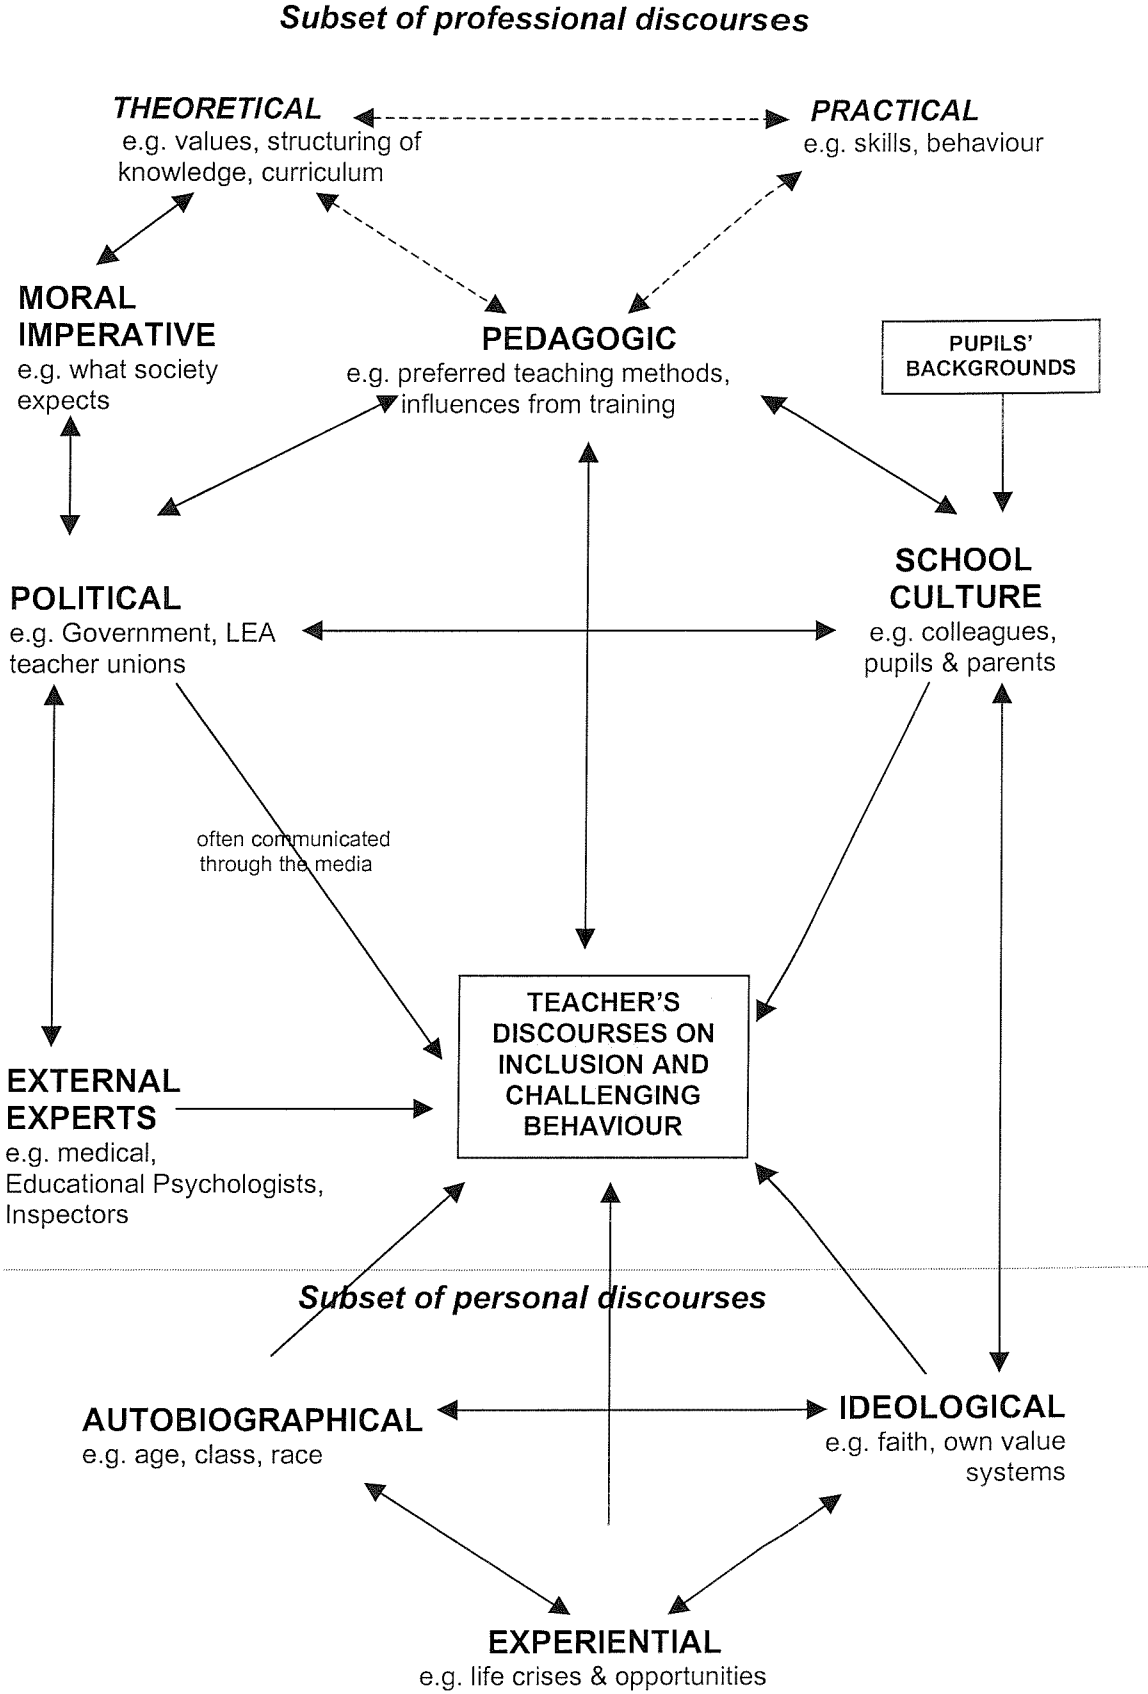 Subset of professional discourses
THEORETICAL
e.g. values, structuring of
knowledge, curriculum
PRACTICAL
e.g. skills, behaviour
MORAL
IMPERATIVE
e.g. what society
expects
PEDAGOGIC
e.g. preferred teaching methods,
influences from training
PUPILS'
BACKGROUNDS
POLITICAL
e.g. Government, LEA
teacher unions
SCHOOL
CULTURE
e.g. colleagues,
pupils & parents
often communicated
through the media
TEACHER'S
DISCOURSES ON
INCLUSION AND
CHALLENGING
BEHAVIOUR
EXTERNAL
EXPERTS
e.g. medical,
Educational Psychologists,
Inspectors
Subset of personal discourses
AUTOBIOGRAPHICAL
e.g. age, class, race
IDEOLOGICAL
e.g. faith, own value
systems
EXPERIENTIAL
e.g. life crises & opportunities